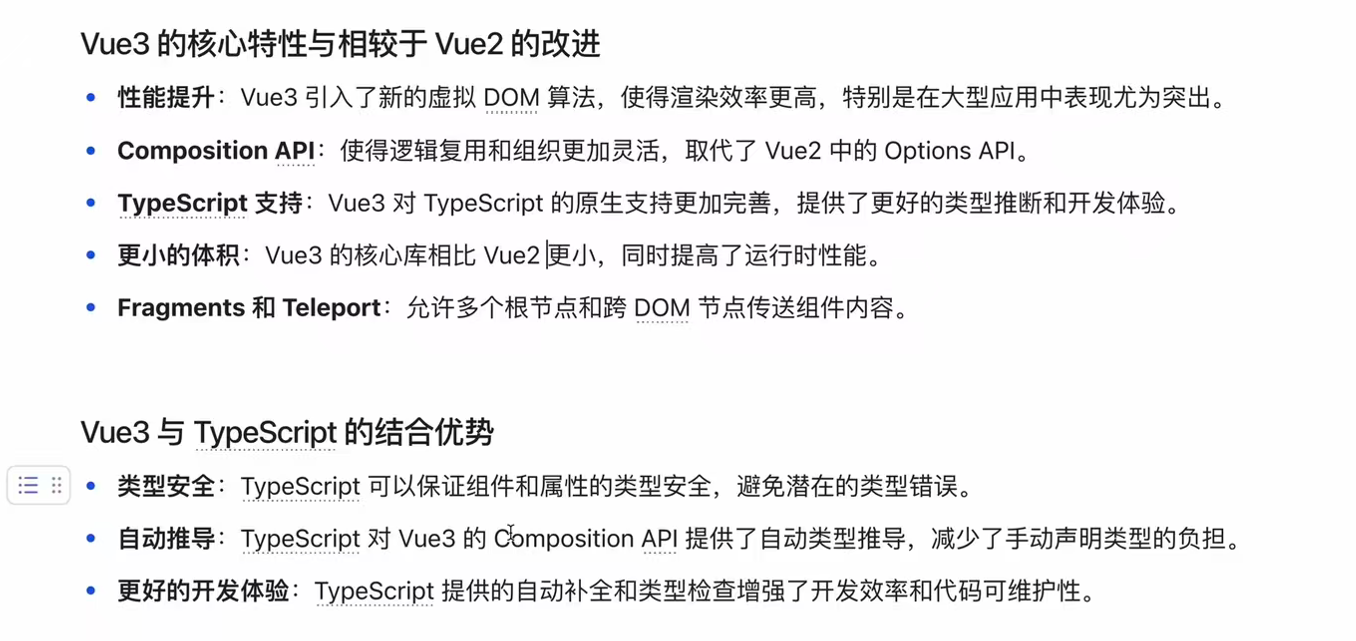 Vue3 的核心特性与相较于 Vue2 的改进
性能提升：Vue3 引入了新的虚拟 DOM 算法，使得渲染效率更高，特别是在大型应用中表现尤为突出。
Composition API：使得逻辑复用和组织更加灵活，取代了 Vue2 中的 Options API。
TypeScript 支持：Vue3 对 TypeScript 的原生支持更加完善，提供了更好的类型推断和开发体验。
更小的体积：Vue3 的核心库相比 Vue2 更小，同时提高了运行时性能。
Fragments 和 Teleport：允许多个根节点和跨 DOM 节点传送组件内容。
Vue3 与 TypeScript 的结合优势
类型安全：TypeScript 可以保证组件和属性的类型安全，避免潜在的类型错误。
自动推导：TypeScript 对 Vue3 的 Composition API 提供了自动类型推导，减少了手动声明类型的负担。
更好的开发体验：TypeScript 提供的自动补全和类型检查增强了开发效率和代码可维护性。